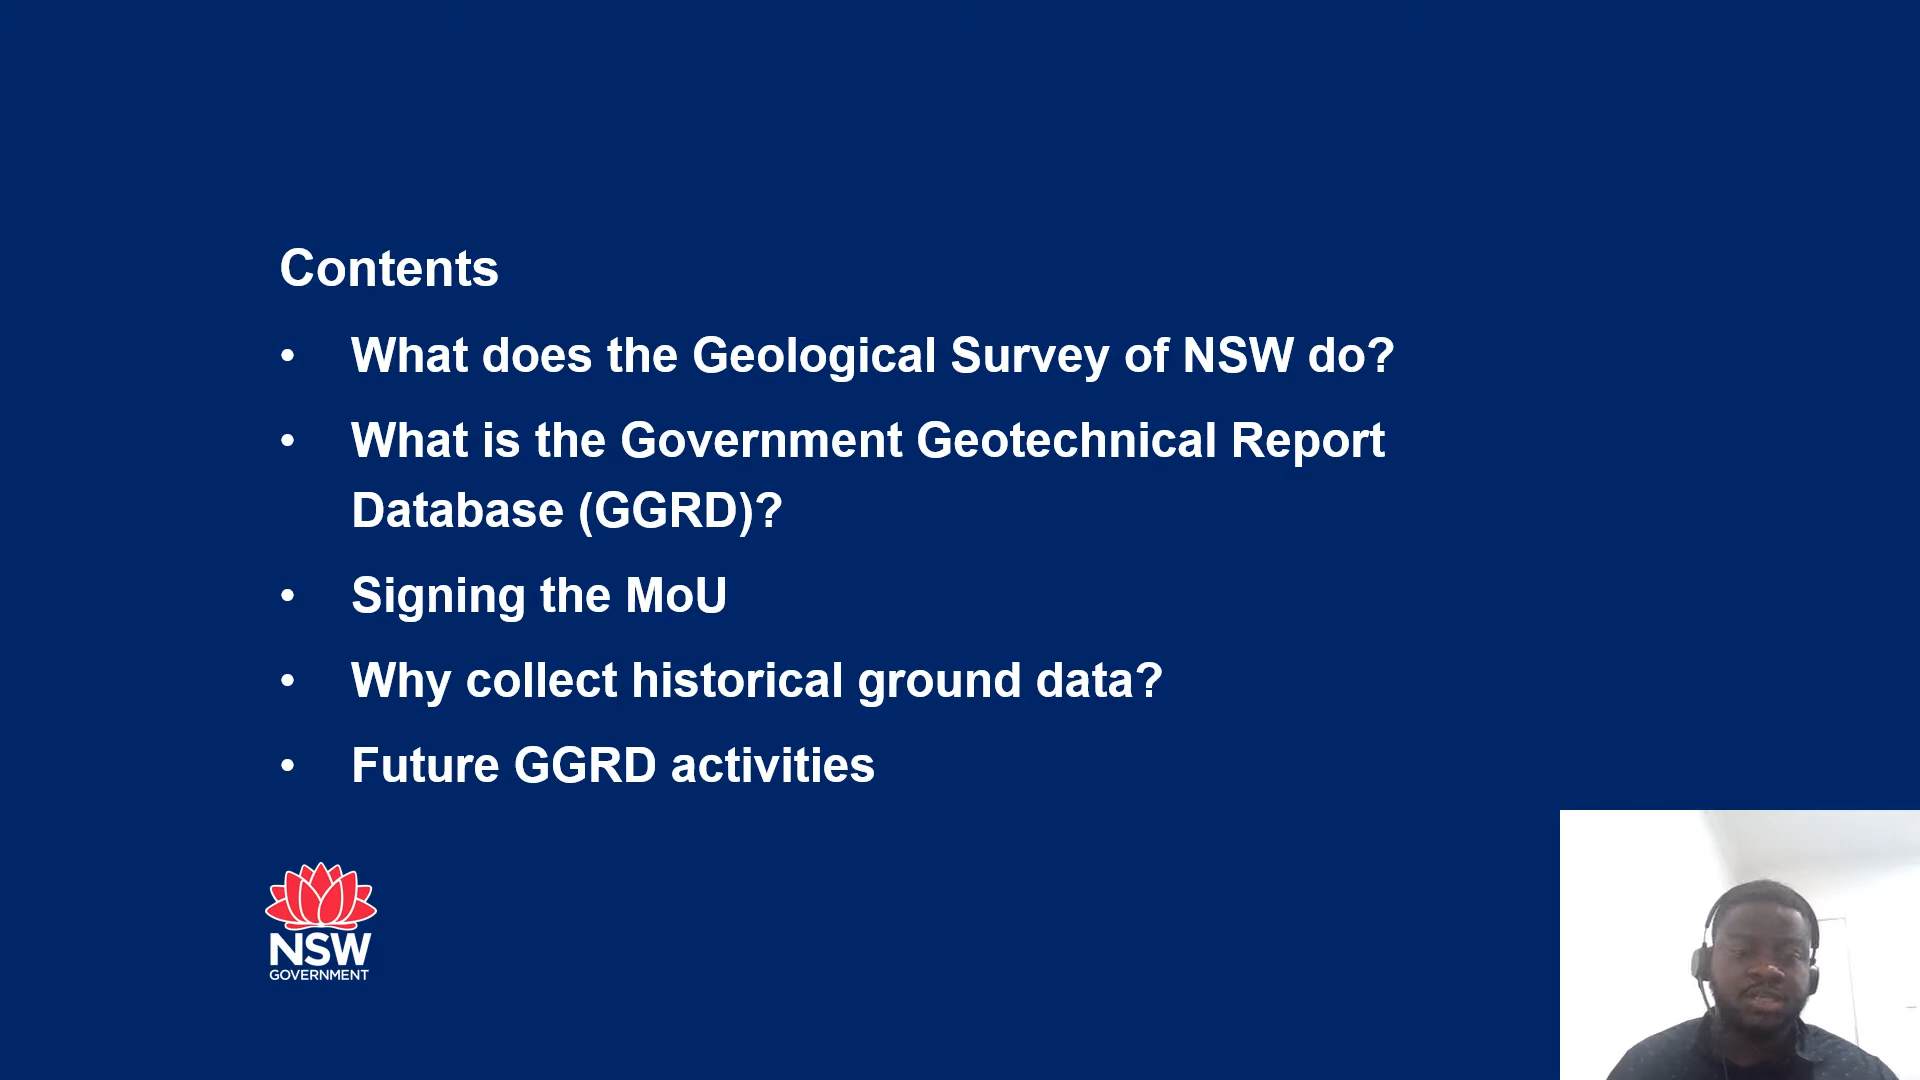 Contents
• What does the Geological Survey of NSW do?
• What is the Government Geotechnical Report
Database (GGRD)?
• Signing the MoU
• Why collect historical ground data?
• Future GGRD activities
NSW
GOVERNMENT